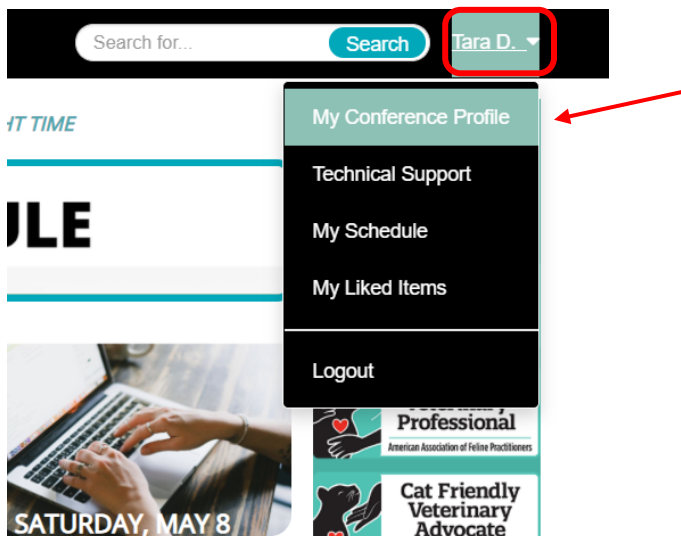 Search for...
Search
Tara D.
HT TIME
My Conference Profile
Technical Support
ULE
My Schedule
My Liked Items
Logout
Professional
American Association of Feline Practitioners
Cat Friendly
Veterinary
Advocate
SATURDAY, MAY 8